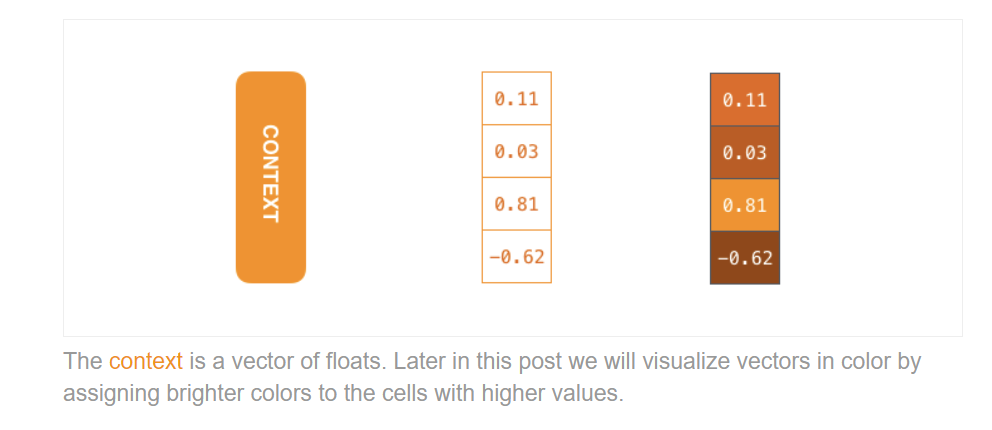 CONTEXT
0.11
0.03
0.81
-0.62
0.11
0.03
0.81
-0.62
The context is a vector of floats. Later in this post we will visualize vectors in color by
assigning brighter colors to the cells with higher values.